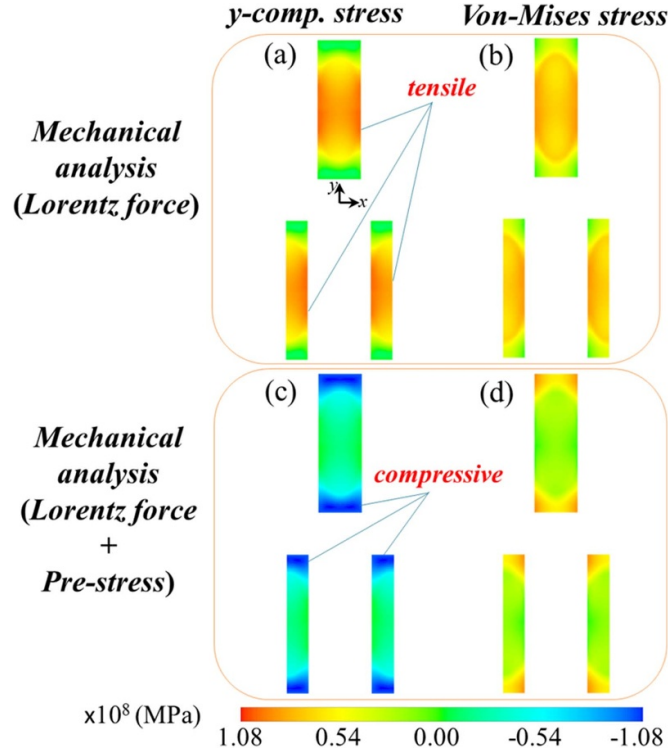 y-comp. stress
Von-Mises stress
(a)
(b)
tensile
Mechanical
analysis
(Lorentz force)
y
x
(c)
(d)
Mechanical
analysis
(Lorentz force
+
Pre-stress)
compressive
x10⁸ (MPa)
1.08 0.54 0.00 -0.54 -1.08